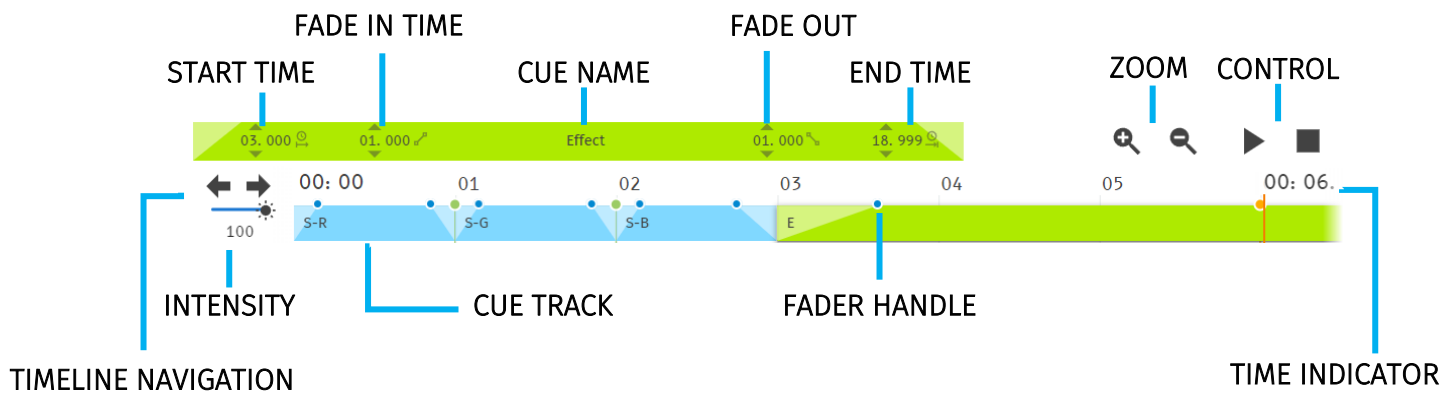 FADE IN TIME
FADE OUT
START TIME
CUE NAME
END TIME
ZOOM
CONTROL
03. 000
01. 000
Effect
01. 000
18. 999
00: 00
01
02
03
04
05
00: 06.
100
S-R
S-G
S-B
E
INTENSITY
CUE TRACK
FADER HANDLE
TIMELINE NAVIGATION
TIME INDICATOR